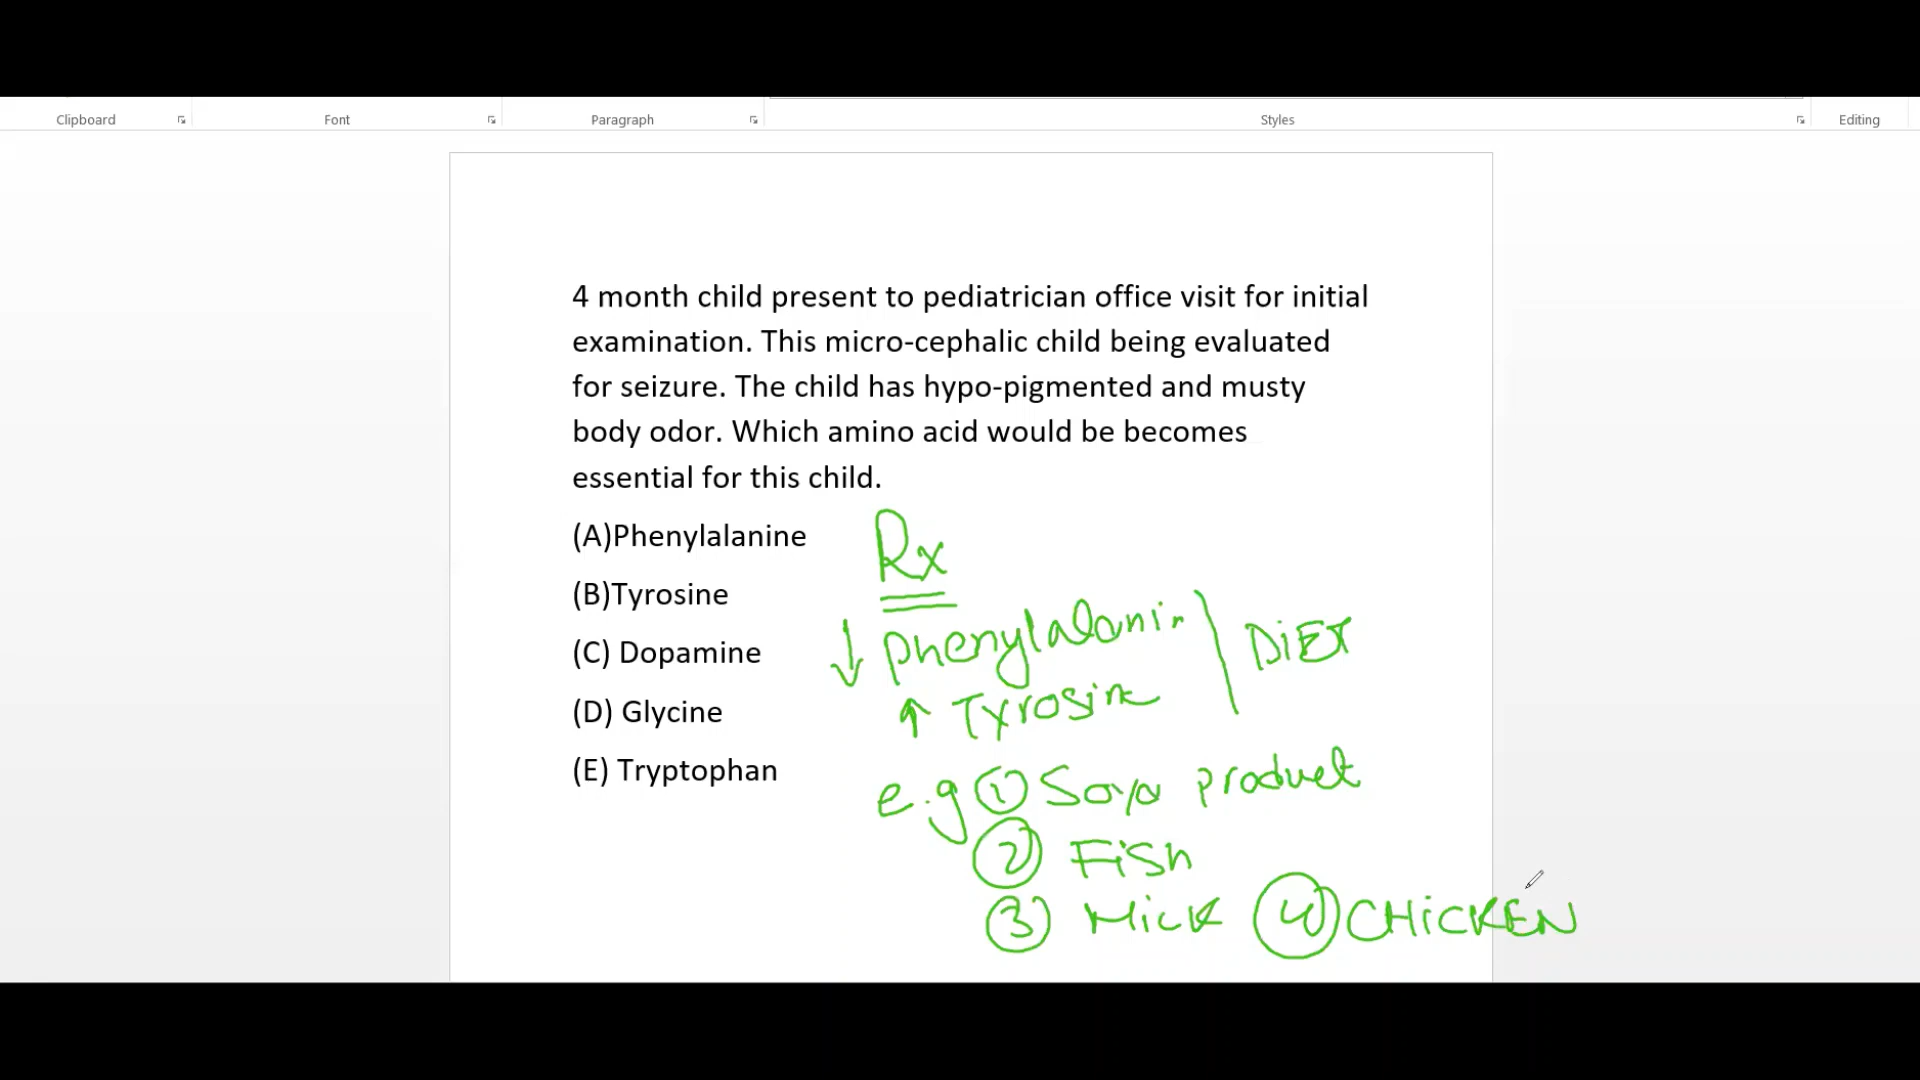 Clipboard Font Paragraph Styles Editing
4 month child present to pediatrician office visit for initial
examination. This micro-cephalic child being evaluated
for seizure. The child has hypo-pigmented and musty
body odor. Which amino acid would be becomes
essential for this child.
(A)Phenylalanine
(B)Tyrosine
(C) Dopamine
(D) Glycine
(E) Tryptophan
Rx
↓ phenylalanin
↑ Tyrosine
DiET
e.g ① Soya product
② Fish
③ Milk ④ CHiCKEN